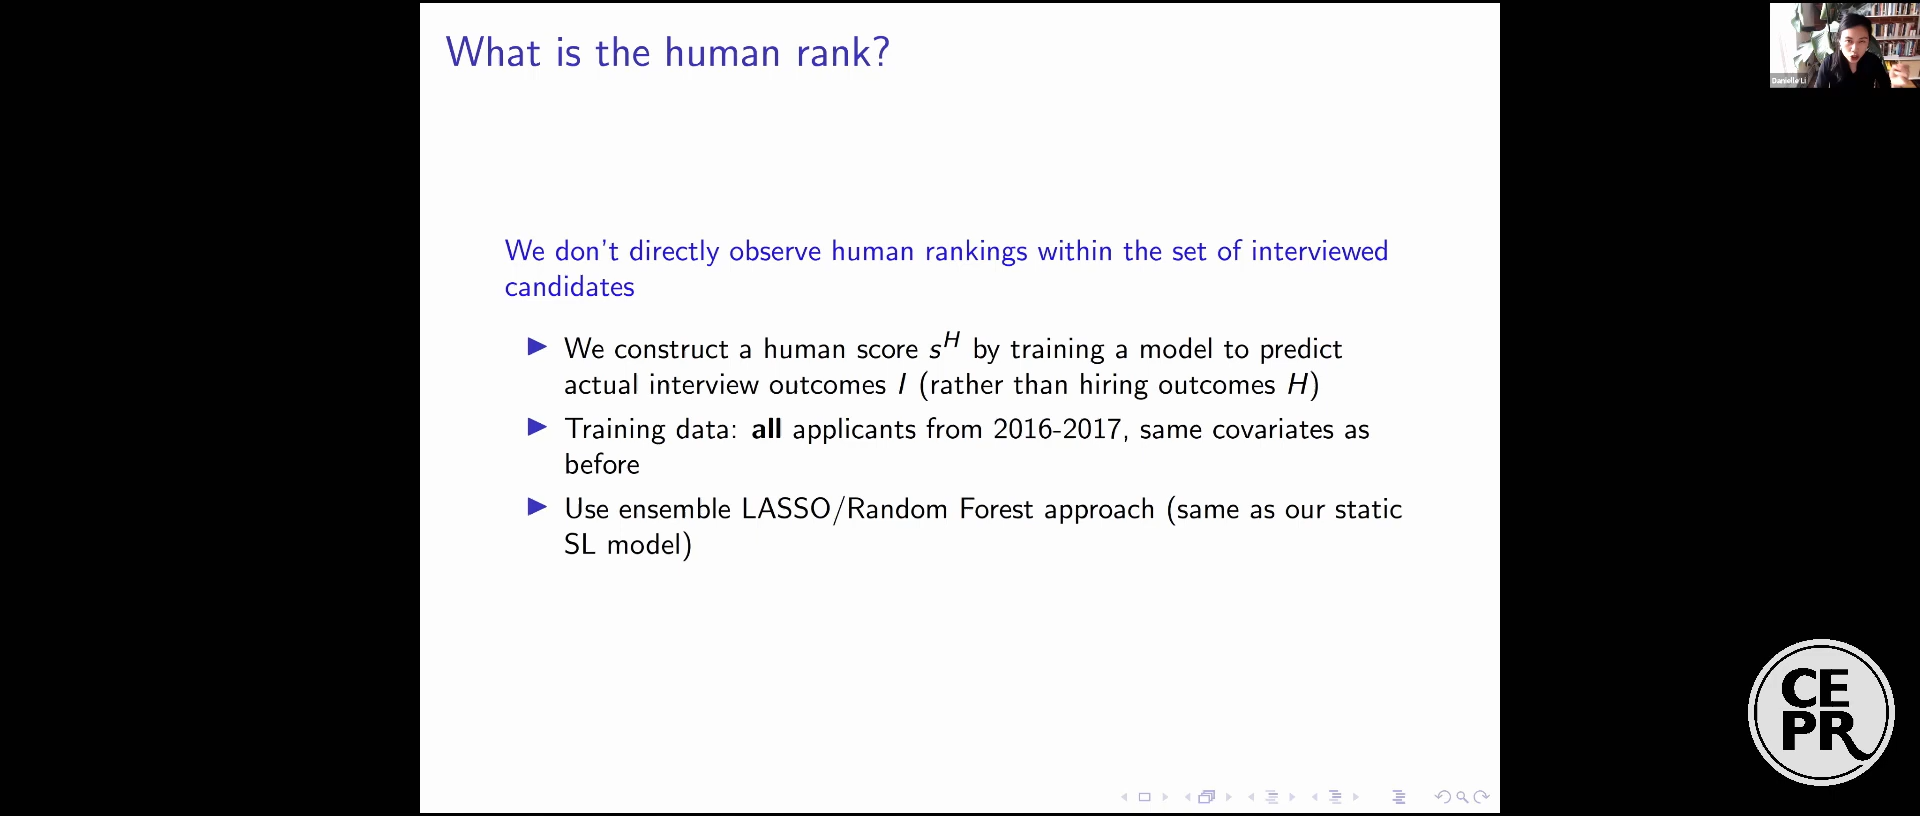 What is the human rank?
Danielle Li
We don't directly observe human rankings within the set of interviewed
candidates
▶ We construct a human score s^H by training a model to predict
actual interview outcomes I (rather than hiring outcomes H)
▶ Training data: all applicants from 2016-2017, same covariates as
before
▶ Use ensemble LASSO/Random Forest approach (same as our static
SL model)
CE
PR